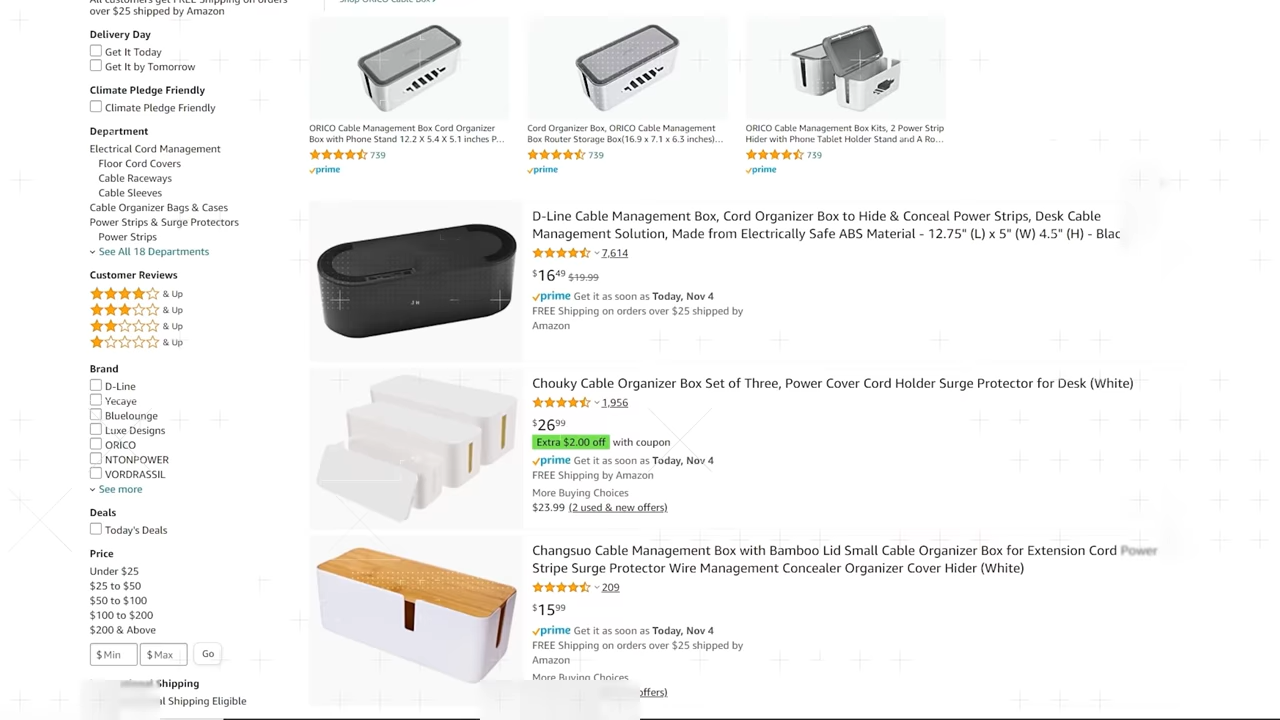 All customers get FREE Shipping on orders
over $25 shipped by Amazon
Delivery Day
Get It Today
Get It by Tomorrow
Climate Pledge Friendly
Climate Pledge Friendly
Department
Electrical Cord Management
Floor Cord Covers
Cable Raceways
Cable Sleeves
Cable Organizer Bags & Cases
Power Strips & Surge Protectors
Power Strips
See All 18 Departments
Customer Reviews
& Up
& Up
& Up
& Up
Brand
D-Line
Yecaye
Bluelounge
Luxe Designs
ORICO
NTONPOWER
VORDRASSIL
See more
Deals
Today's Deals
Price
Under $25
$25 to $50
$50 to $100
$100 to $200
$200 & Above
$ Min $ Max Go
Shipping
Shipping Eligible
Shop ORICO Cable Box
ORICO Cable Management Box Cord Organizer
Box with Phone Stand 12.2 X 5.4 X 5.1 inches P...
739
prime
Cord Organizer Box, ORICO Cable Management
Box Router Storage Box(16.9 x 7.1 x 6.3 inches)...
739
prime
ORICO Cable Management Box Kits, 2 Power Strip
Hider with Phone Tablet Holder Stand and A Ro...
739
prime
D-Line Cable Management Box, Cord Organizer Box to Hide & Conceal Power Strips, Desk Cable
Management Solution, Made from Electrically Safe ABS Material - 12.75" (L) x 5" (W) 4.5" (H) - Blac
7,614
$16.49 $19.99
prime Get it as soon as Today, Nov 4
FREE Shipping on orders over $25 shipped by
Amazon
Chouky Cable Organizer Box Set of Three, Power Cover Cord Holder Surge Protector for Desk (White)
1,956
$26.99
Extra $2.00 off with coupon
prime Get it as soon as Today, Nov 4
FREE Shipping by Amazon
More Buying Choices
$23.99 (2 used & new offers)
Changsuo Cable Management Box with Bamboo Lid Small Cable Organizer Box for Extension Cord Power
Stripe Surge Protector Wire Management Concealer Organizer Cover Hider (White)
209
$15.99
prime Get it as soon as Today, Nov 4
FREE Shipping on orders over $25 shipped by
Amazon
More Buying Choices
offers)